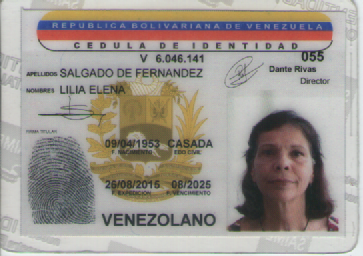 REPUBLICA BOLIVARIANA DE VENEZUELA
CEDULA DE IDENTIDAD
V 6.046.141
055
APELLIDOS SALGADO DE FERNANDEZ
Dante Rivas
Director
NOMBRES LILIA ELENA
FIRMA TITULAR
09/04/1953 CASADA
F. NACIMIENTO EDO CIVIL
26/08/2015 08/2025
F. EXPEDICIÓN F. VENCIMIENTO
VENEZOLANO